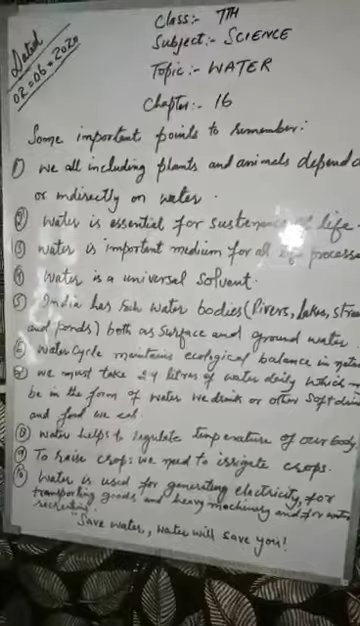 Dated
02.06.2020
Class:- 7TH
Subject:- SCIENCE
Topic:- WATER
Chapter:- 16
Some important points to remember:
① We all including plants and animals depend
or indirectly on water.
② Water is essential for sustenance of life.
③ Water is important medium for all life processes
④ Water is a universal solvent.
⑤ India has water bodies (Rivers, Lakes,
and Ponds) both as Surface and ground water.
⑥ Water Cycle maintains ecological balance in
⑦ We must take litres of water daily which
be in the form of water we drink or other Soft drinks
and food we eat.
⑧ Water helps to regulate temperature of our body.
⑨ To raise crops we need to irrigate crops.
⑩ Water is used for generating electricity, for
transporting goods and heavy machinery and for water
recreation.
"Save water, water will save you!